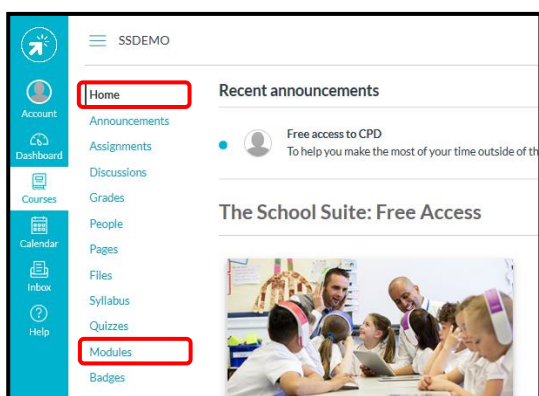 SSDEMO
Account
Dashboard
Courses
Calendar
Inbox
Help
Home
Announcements
Assignments
Discussions
Grades
People
Pages
Files
Syllabus
Quizzes
Modules
Badges
Recent announcements
Free access to CPD
To help you make the most of your time outside of th
The School Suite: Free Access